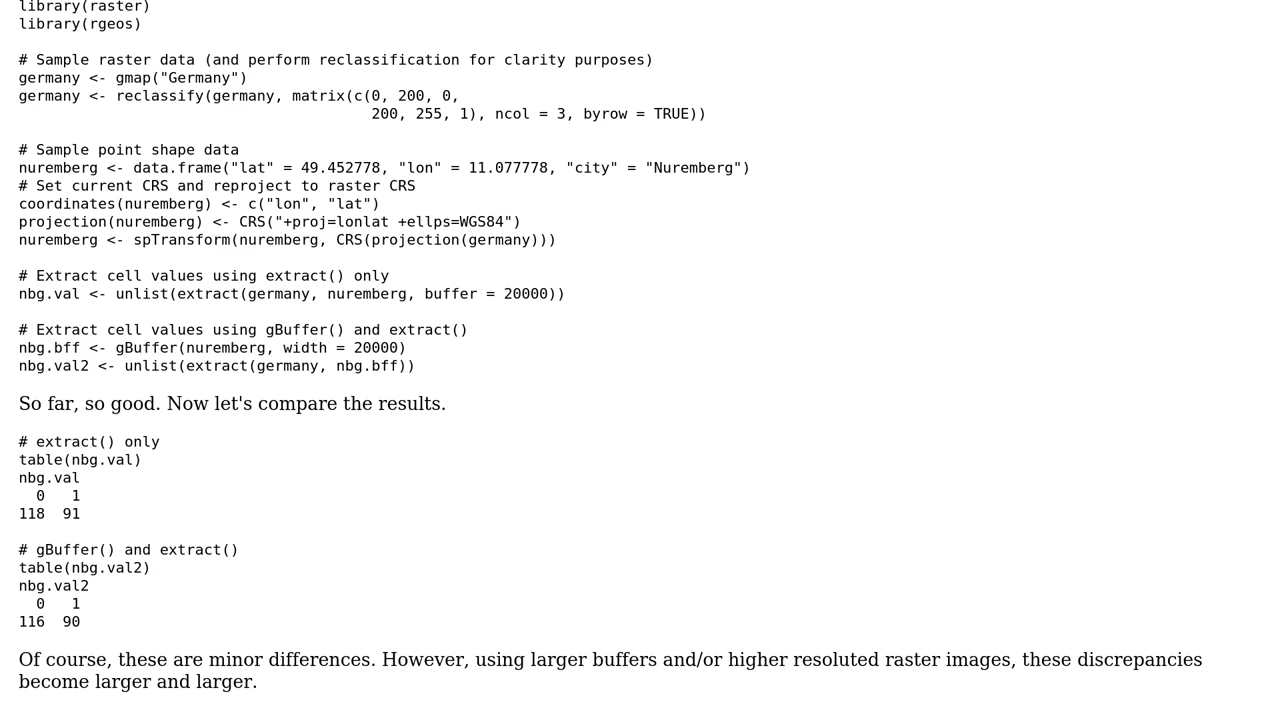 library(raster)
library(rgeos)

# Sample raster data (and perform reclassification for clarity purposes)
germany <- gmap("Germany")
germany <- reclassify(germany, matrix(c(0, 200, 0,
                                        200, 255, 1), ncol = 3, byrow = TRUE))

# Sample point shape data
nuremberg <- data.frame("lat" = 49.452778, "lon" = 11.077778, "city" = "Nuremberg")
# Set current CRS and reproject to raster CRS
coordinates(nuremberg) <- c("lon", "lat")
projection(nuremberg) <- CRS("+proj=lonlat +ellps=WGS84")
nuremberg <- spTransform(nuremberg, CRS(projection(germany)))

# Extract cell values using extract() only
nbg.val <- unlist(extract(germany, nuremberg, buffer = 20000))

# Extract cell values using gBuffer() and extract()
nbg.bff <- gBuffer(nuremberg, width = 20000)
nbg.val2 <- unlist(extract(germany, nbg.bff))

So far, so good. Now let's compare the results.

# extract() only
table(nbg.val)
nbg.val
  0   1
118  91

# gBuffer() and extract()
table(nbg.val2)
nbg.val2
  0   1
116  90

Of course, these are minor differences. However, using larger buffers and/or higher resoluted raster images, these discrepancies
become larger and larger.